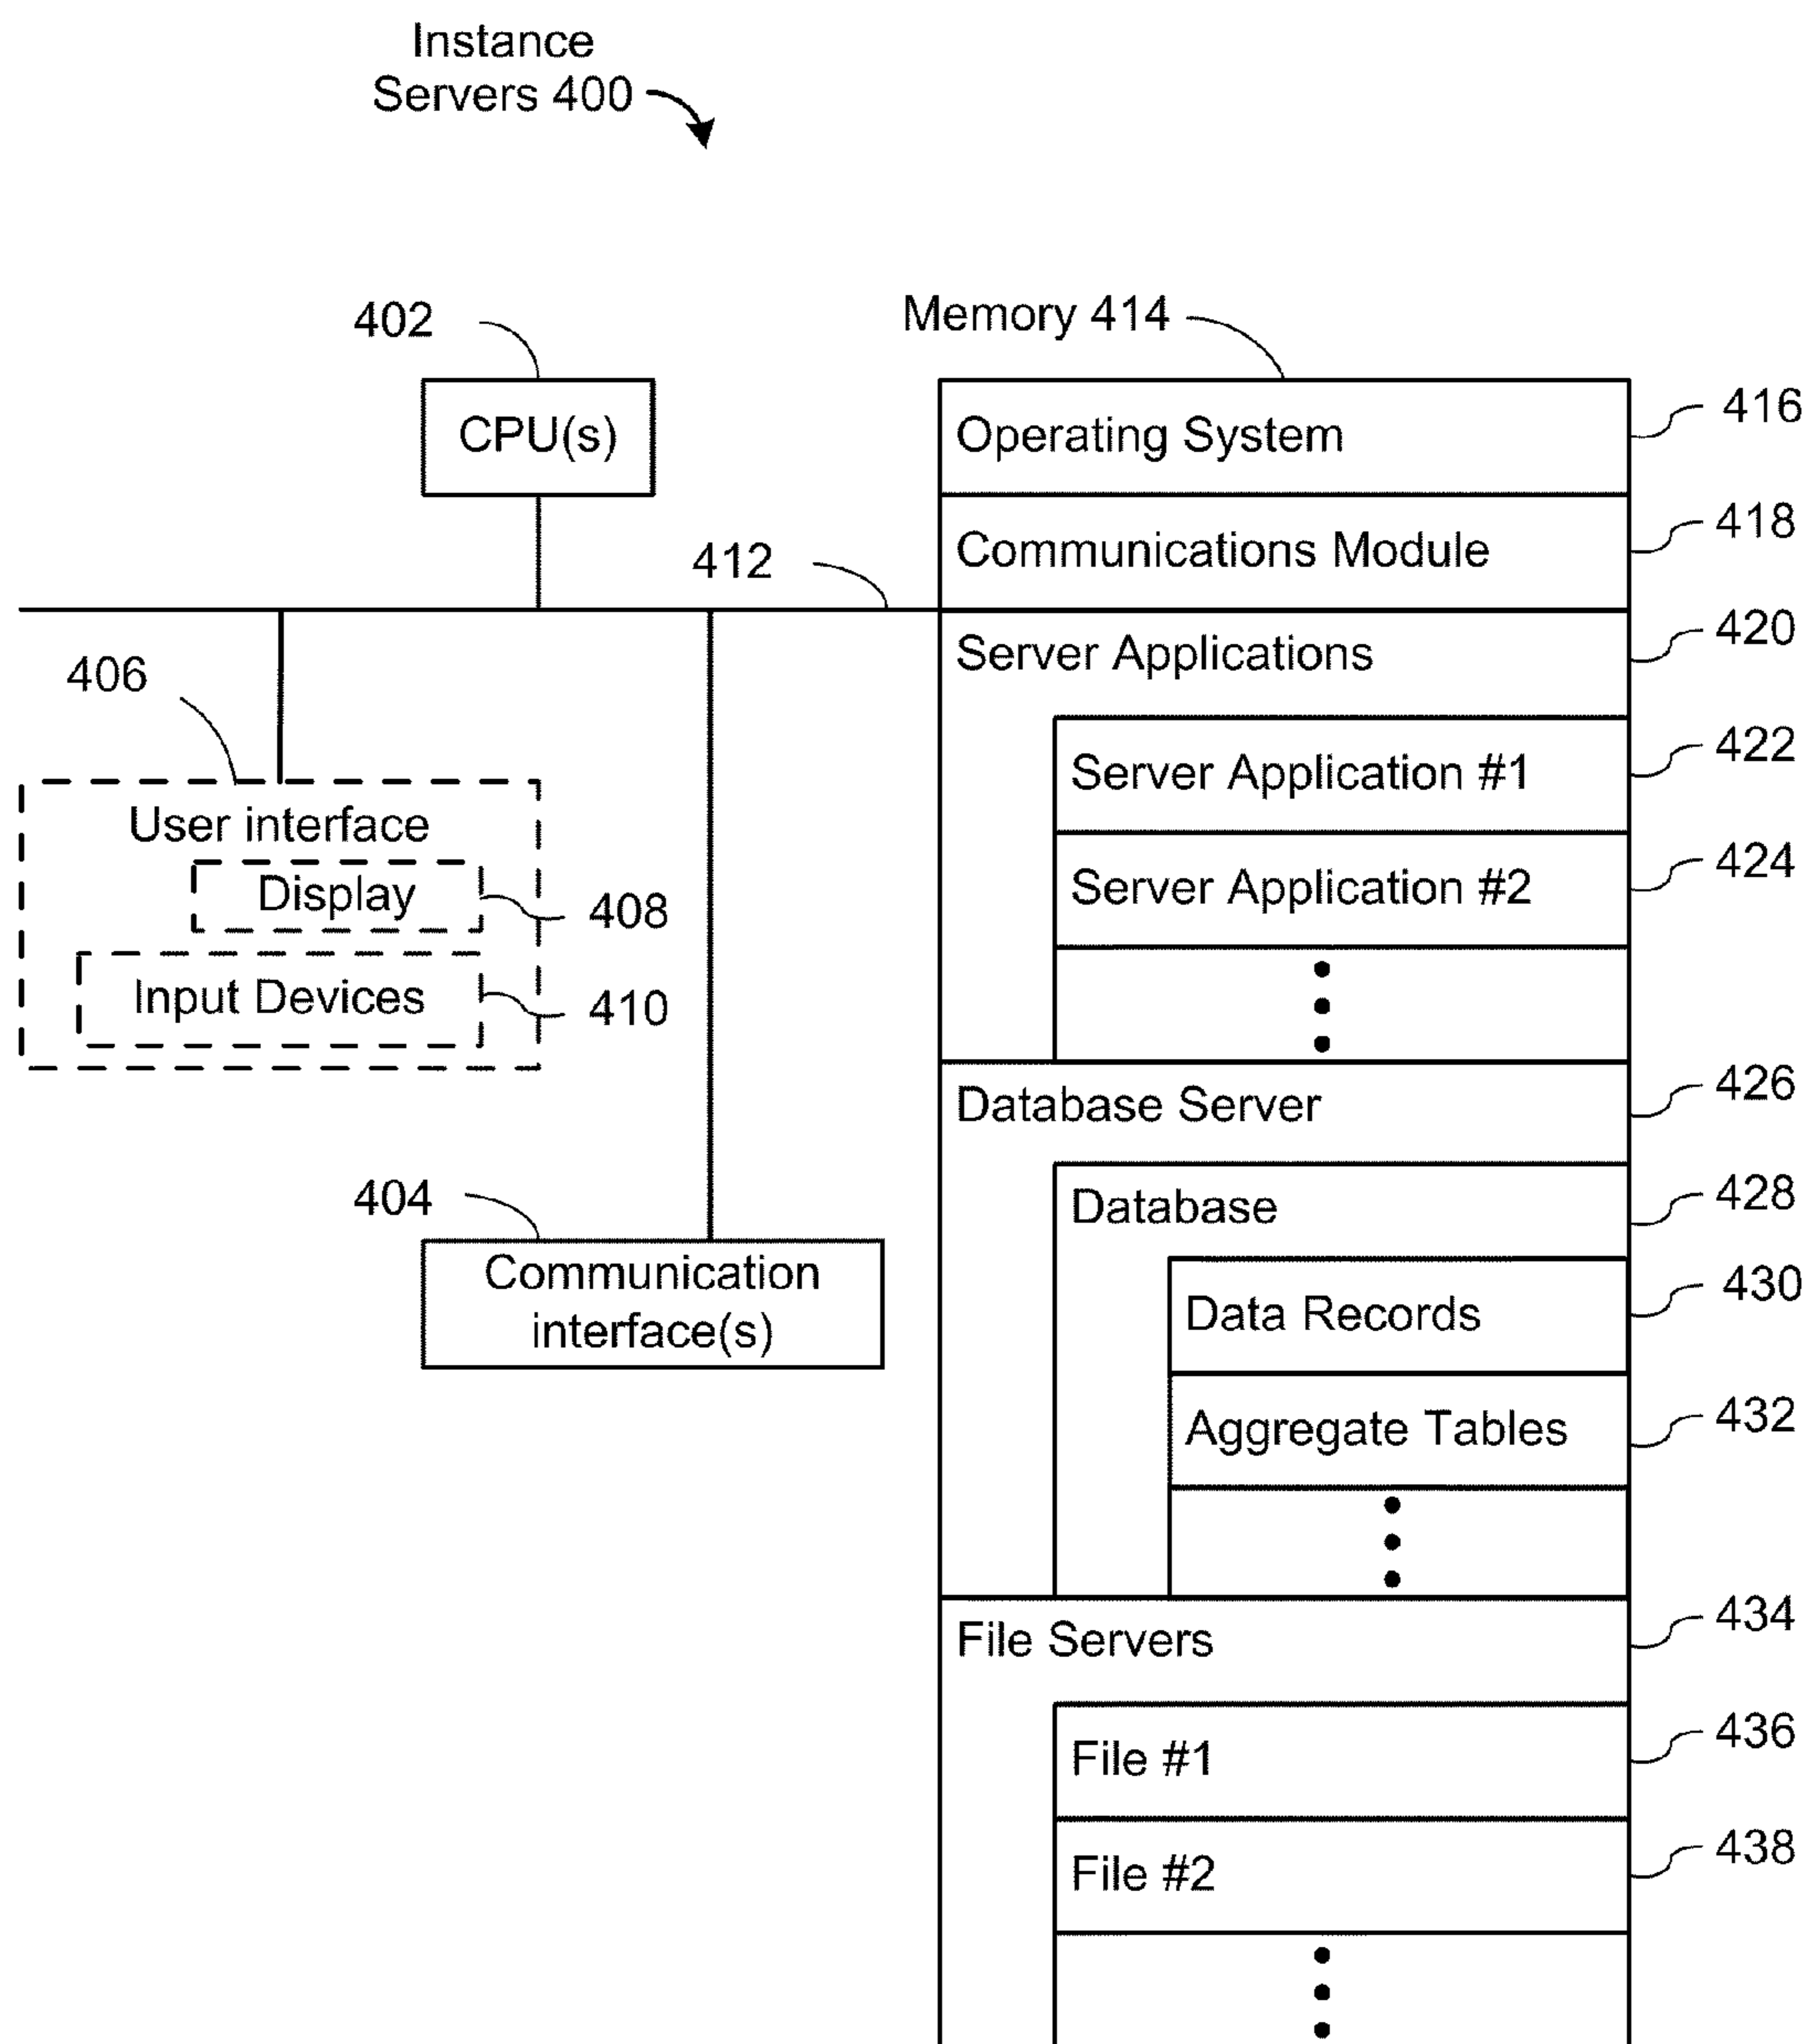 Instance
Servers 400
402
Memory 414
CPU(s)
Operating System
416
Communications Module
418
412
Server Applications
420
406
Server Application #1
422
User interface
Display
408
Server Application #2
424
Input Devices
410
Database Server
426
Database
428
404
Communication
interface(s)
Data Records
430
Aggregate Tables
432
File Servers
434
File #1
436
File #2
438